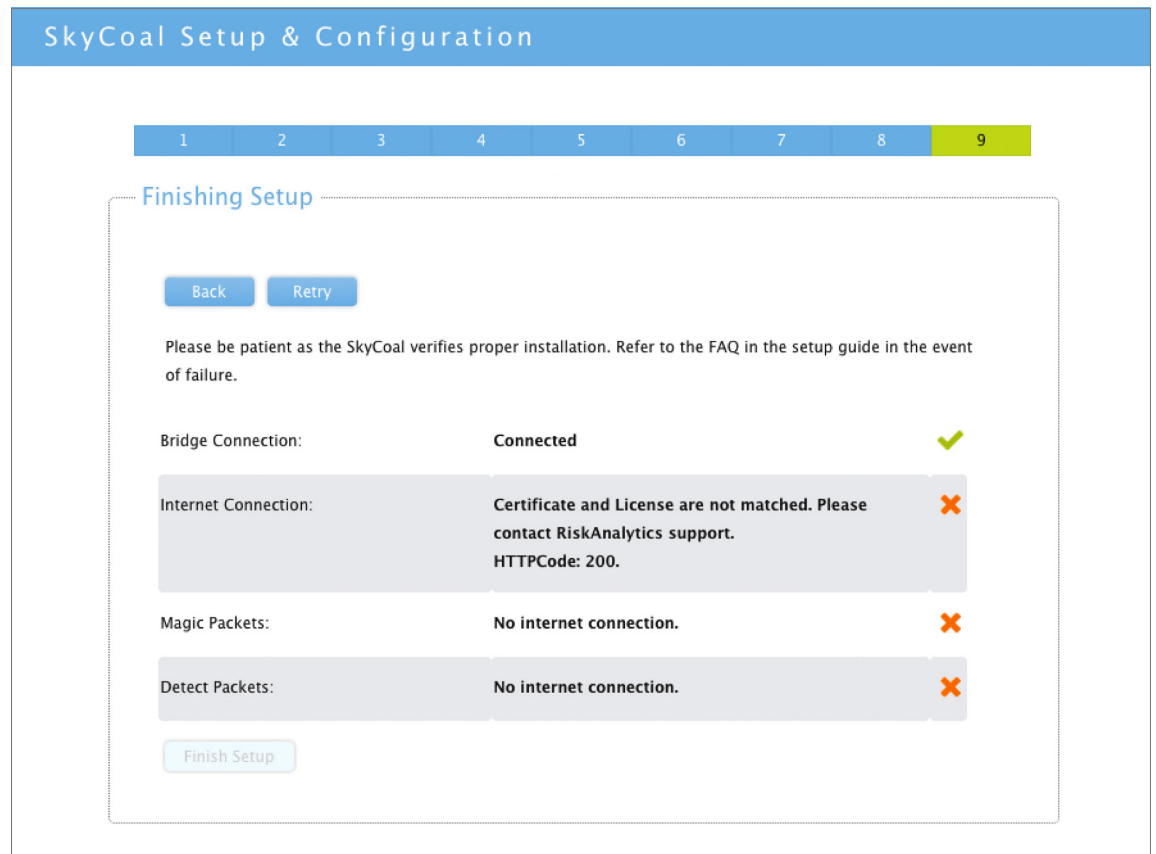 SkyCoal Setup & Configuration
1 2 3 4 5 6 7 8 9
Finishing Setup
Back Retry
Please be patient as the SkyCoal verifies proper installation. Refer to the FAQ in the setup guide in the event
of failure.
Bridge Connection: Connected
Internet Connection: Certificate and License are not matched. Please
contact RiskAnalytics support.
HTTPCode: 200.
Magic Packets: No internet connection.
Detect Packets: No internet connection.
Finish Setup